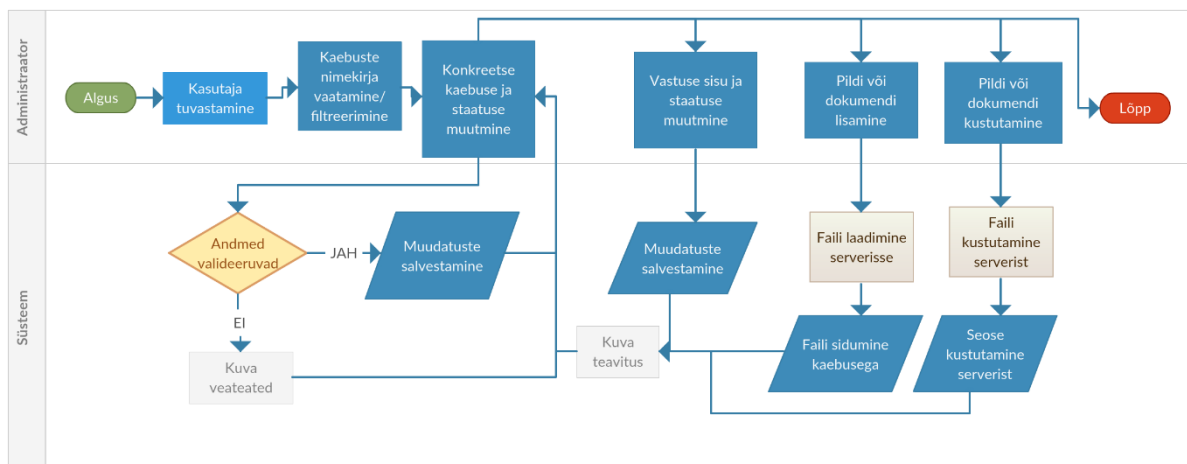 Administraator
Algus
Kasutaja
tuvastamine
Kaebuste
nimekirja
vaatamine/
filtreerimine
Konkreetse
kaebuse ja
staatuse
muutmine
Vastuse sisu ja
staatuse
muutmine
Pildi või
dokumendi
lisamine
Pildi või
dokumendi
kustutamine
Lõpp
Süsteem
Andmed
valideeruvad
JAH
Muudatuste
salvestamine
EI
Kuva
veateated
Muudatuste
salvestamine
Kuva
teavitus
Faili laadimine
serverisse
Faili sidumine
kaebusega
Faili
kustutamine
serverist
Seose
kustutamine
serverist